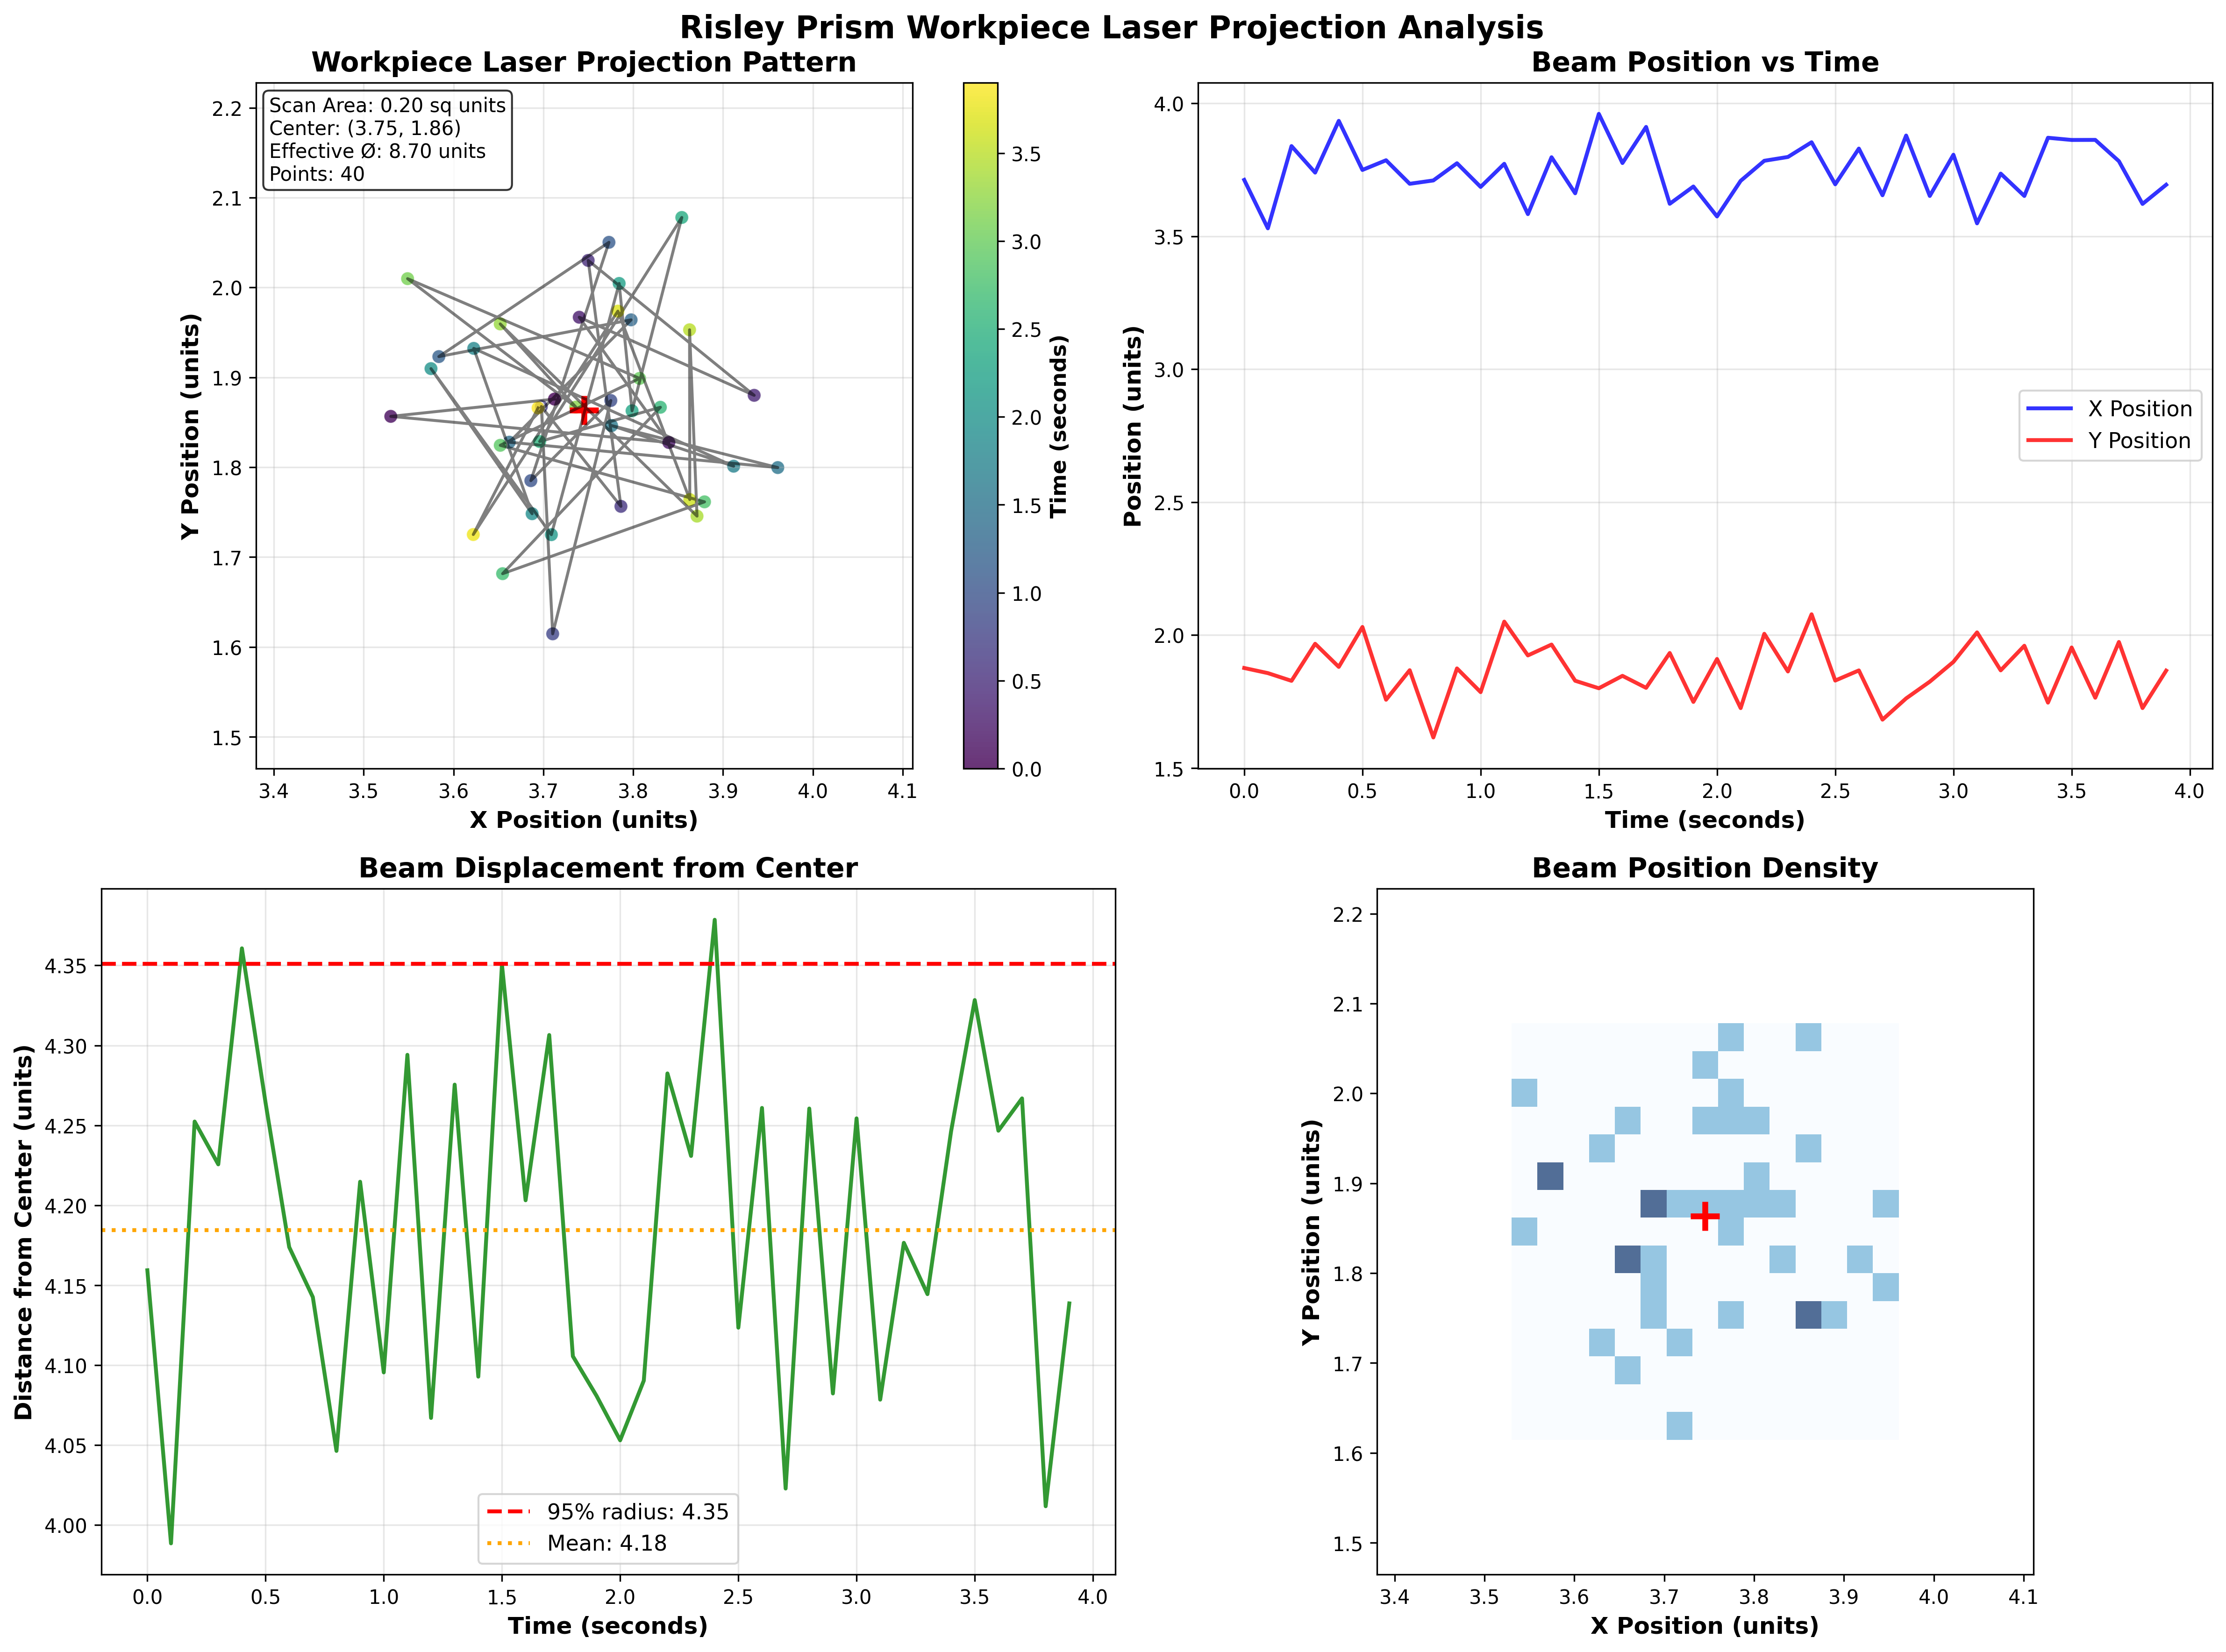 Risley Prism Workpiece Laser Projection Analysis
Workpiece Laser Projection Pattern
Scan Area: 0.20 sq units
Center: (3.75, 1.86)
Effective Ø: 8.70 units
Points: 40
2.2
2.1
2.0
1.9
1.8
1.7
1.6
1.5
Y Position (units)
3.4 3.5 3.6 3.7 3.8 3.9 4.0 4.1
X Position (units)
3.5
3.0
2.5
2.0
1.5
1.0
0.5
0.0
Time (seconds)
Beam Position vs Time
4.0
3.5
3.0
2.5
2.0
1.5
Position (units)
X Position
Y Position
0.0 0.5 1.0 1.5 2.0 2.5 3.0 3.5 4.0
Time (seconds)
Beam Displacement from Center
4.35
4.30
4.25
4.20
4.15
4.10
4.05
4.00
Distance from Center (units)
95% radius: 4.35
Mean: 4.18
0.0 0.5 1.0 1.5 2.0 2.5 3.0 3.5 4.0
Time (seconds)
Beam Position Density
2.2
2.1
2.0
1.9
1.8
1.7
1.6
1.5
Y Position (units)
3.4 3.5 3.6 3.7 3.8 3.9 4.0 4.1
X Position (units)